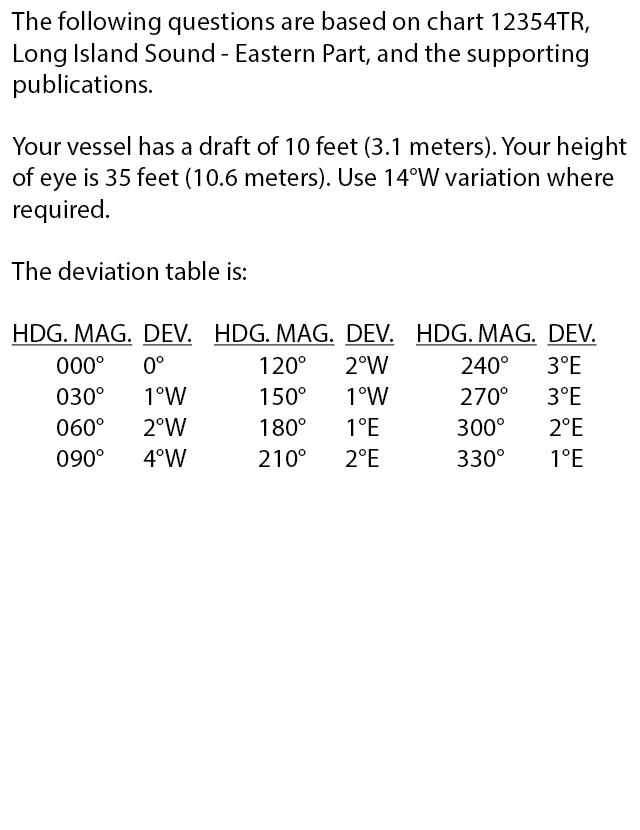 The following questions are based on chart 12354TR,
Long Island Sound - Eastern Part, and the supporting
publications.
Your vessel has a draft of 10 feet (3.1 meters). Your height
of eye is 35 feet (10.6 meters). Use 14°W variation where
required.
The deviation table is:
HDG. MAG. DEV. HDG. MAG. DEV. HDG. MAG. DEV.
000° 0° 120° 2°W 240° 3°E
030° 1°W 150° 1°W 270° 3°E
060° 2°W 180° 1°E 300° 2°E
090° 4°W 210° 2°E 330° 1°E